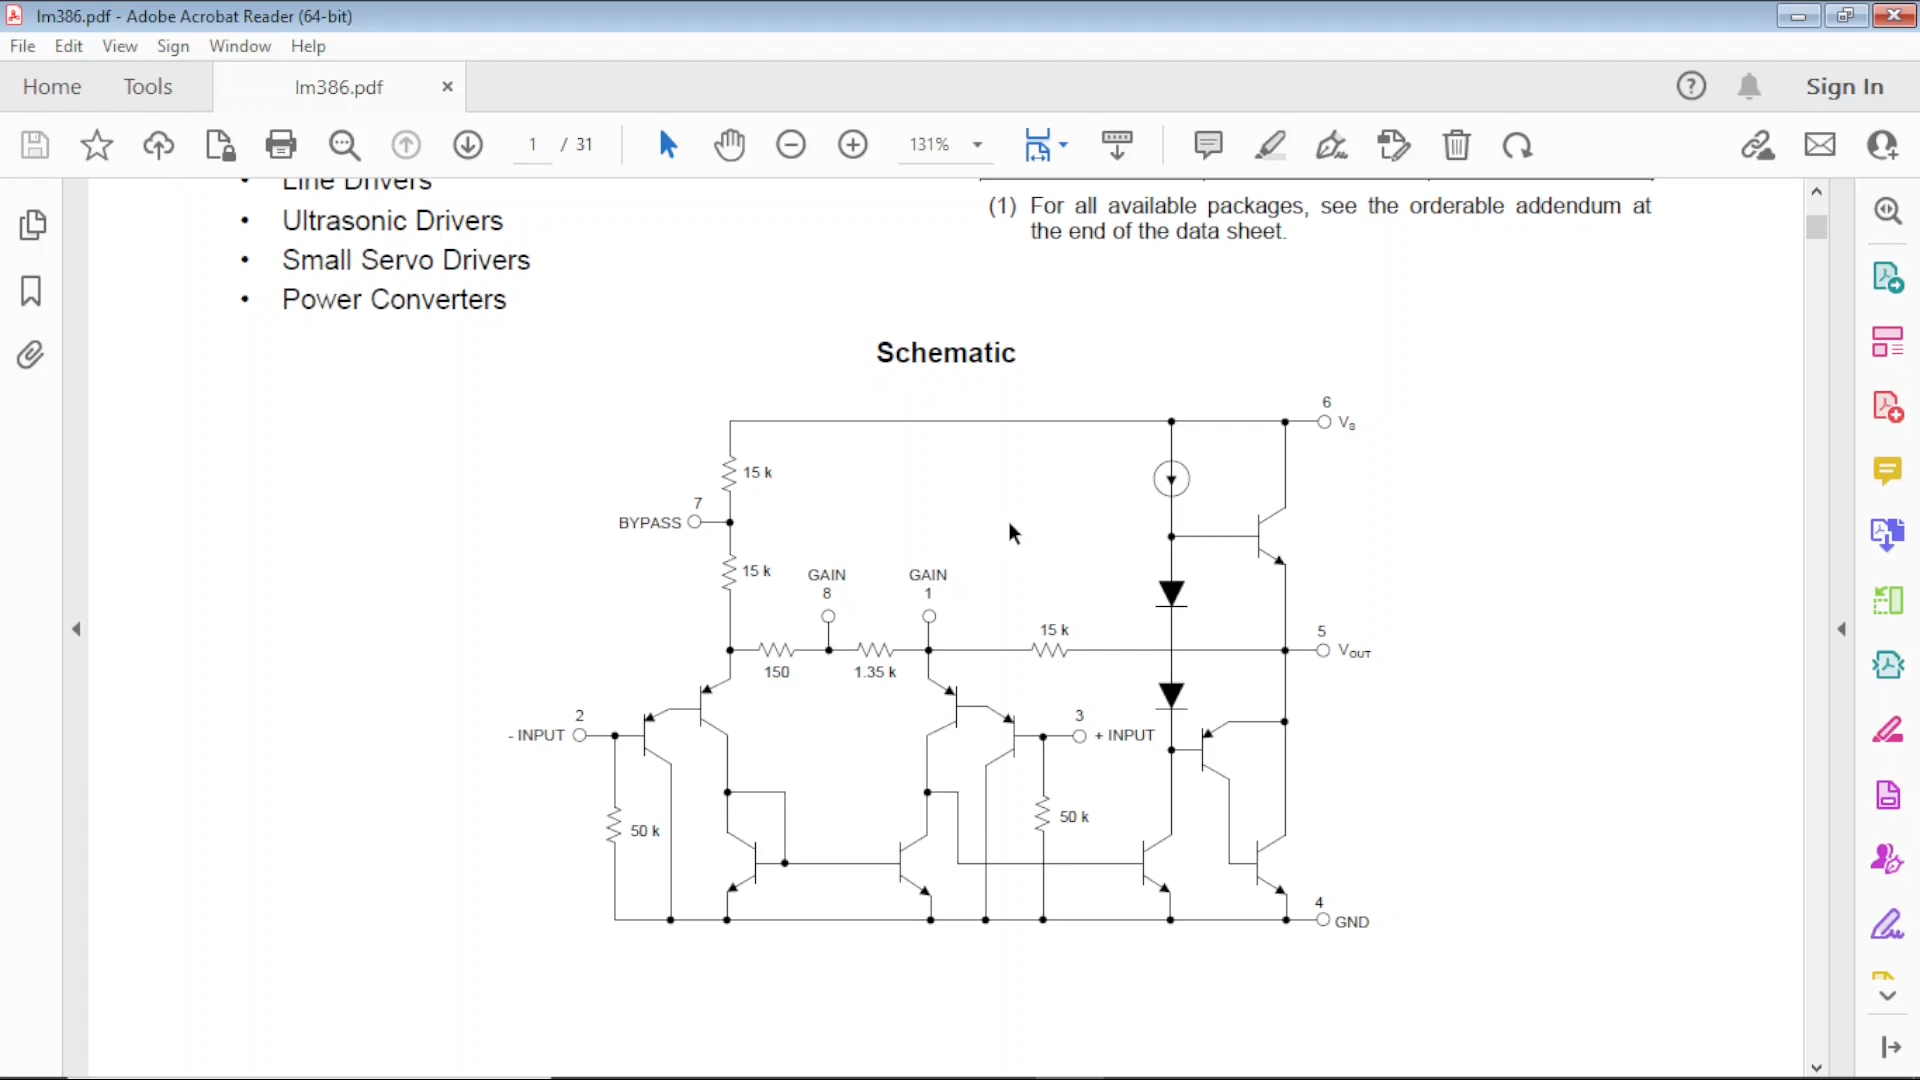 lm386.pdf - Adobe Acrobat Reader (64-bit)
File Edit View Sign Window Help
Home Tools lm386.pdf × Sign In
1 / 31 131%
• Line Drivers
• Ultrasonic Drivers
• Small Servo Drivers
• Power Converters
(1) For all available packages, see the orderable addendum at
the end of the data sheet.
Schematic
6
VS
15 k
7
BYPASS
15 k
GAIN
8
GAIN
1
15 k
5
VOUT
150
1.35 k
2
- INPUT
3
+ INPUT
50 k
50 k
4
GND